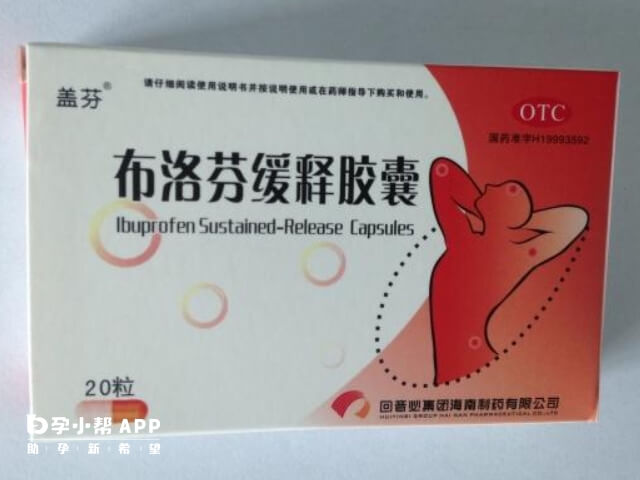 盖芬®
请仔细阅读使用说明书并按说明使用或在药师指导下购买和使用。
OTC
国药准字H19993592
布洛芬缓释胶囊
Ibuprofen Sustained-Release Capsules
20粒
回音必集团海南制药有限公司
HUIYINBI GROUP HAI NAN PHARMACEUTICAL CO.,LTD
孕小帮 APP
助孕新希望